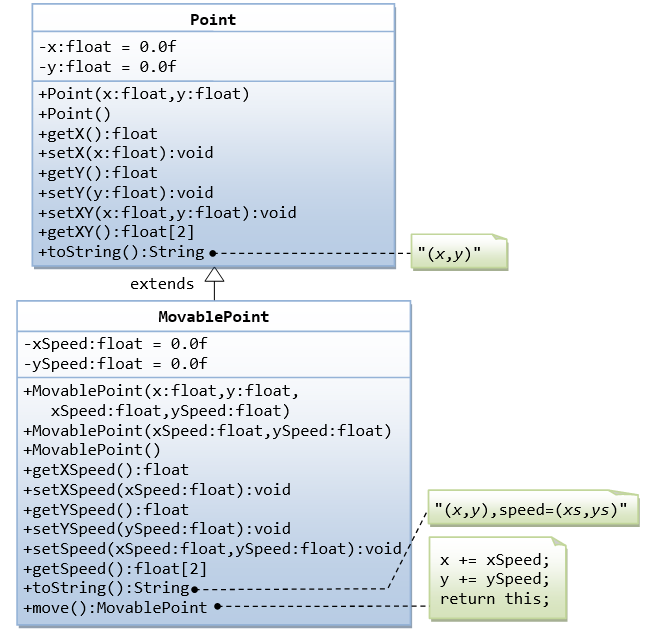 Point
-x:float = 0.0f
-y:float = 0.0f
+Point(x:float,y:float)
+Point()
+getX():float
+setX(x:float):void
+getY():float
+setY(y:float):void
+setXY(x:float,y:float):void
+getXY():float[2]
+toString():String
"(x,y)"
extends
MovablePoint
-xSpeed:float = 0.0f
-ySpeed:float = 0.0f
+MovablePoint(x:float,y:float,
xSpeed:float,ySpeed:float)
+MovablePoint(xSpeed:float,ySpeed:float)
+MovablePoint()
+getXSpeed():float
+setXSpeed(xSpeed:float):void
+getYSpeed():float
+setYSpeed(ySpeed:float):void
+setSpeed(xSpeed:float,ySpeed:float):void
+getSpeed():float[2]
+toString():String
+move():MovablePoint
"(x,y),speed=(xs,ys)"
x += xSpeed;
y += ySpeed;
return this;